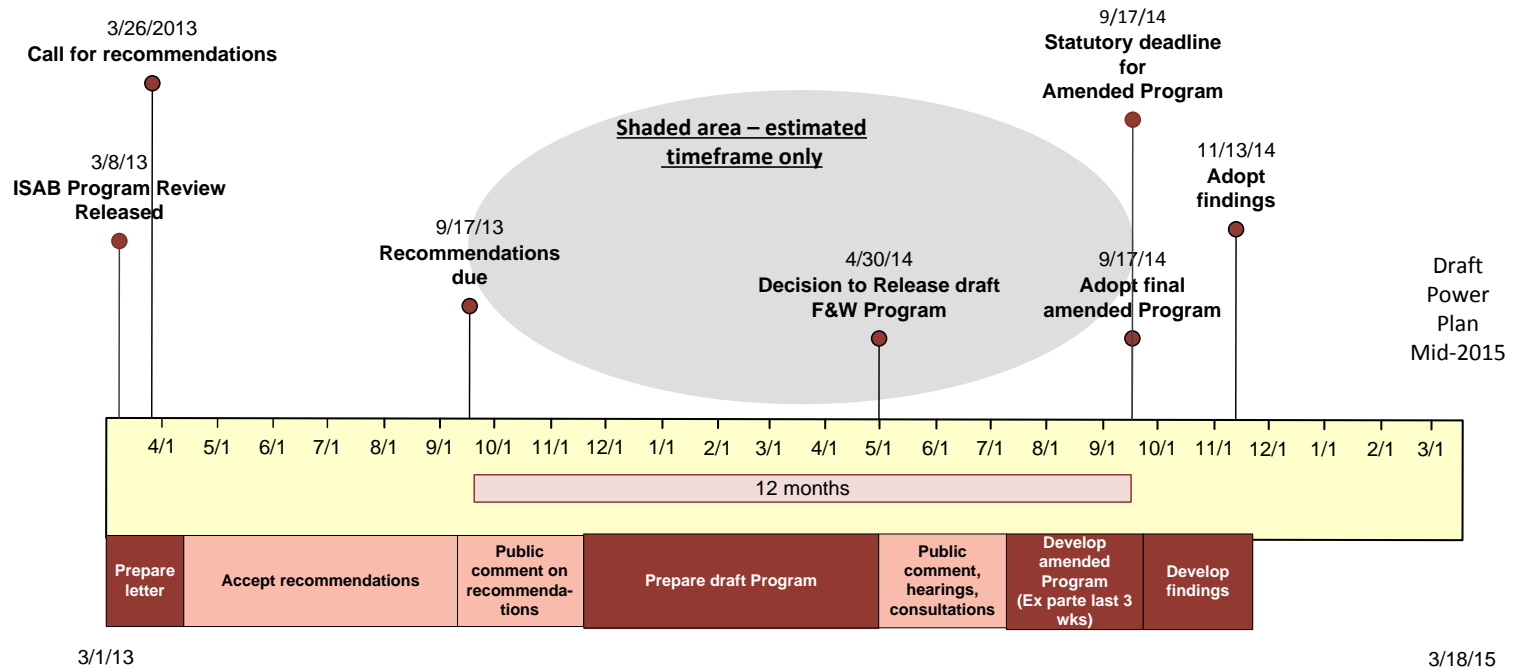 3/26/2013
Call for recommendations
3/8/13
ISAB Program Review
Released
9/17/13
Recommendations
due
Shaded area – estimated
timeframe only
4/30/14
Decision to Release draft
F&W Program
9/17/14
Statutory deadline
for
Amended Program
9/17/14
Adopt final
amended Program
11/13/14
Adopt
findings
Draft
Power
Plan
Mid-2015
4/1 5/1 6/1 7/1 8/1 9/1 10/1 11/1 12/1 1/1 2/1 3/1 4/1 5/1 6/1 7/1 8/1 9/1 10/1 11/1 12/1 1/1 2/1 3/1
12 months
Prepare
letter
Accept recommendations
Public
comment on
recommenda-
tions
Prepare draft Program
Public
comment,
hearings,
consultations
Develop
amended
Program
(Ex parte last 3
wks)
Develop
findings
3/1/13
3/18/15